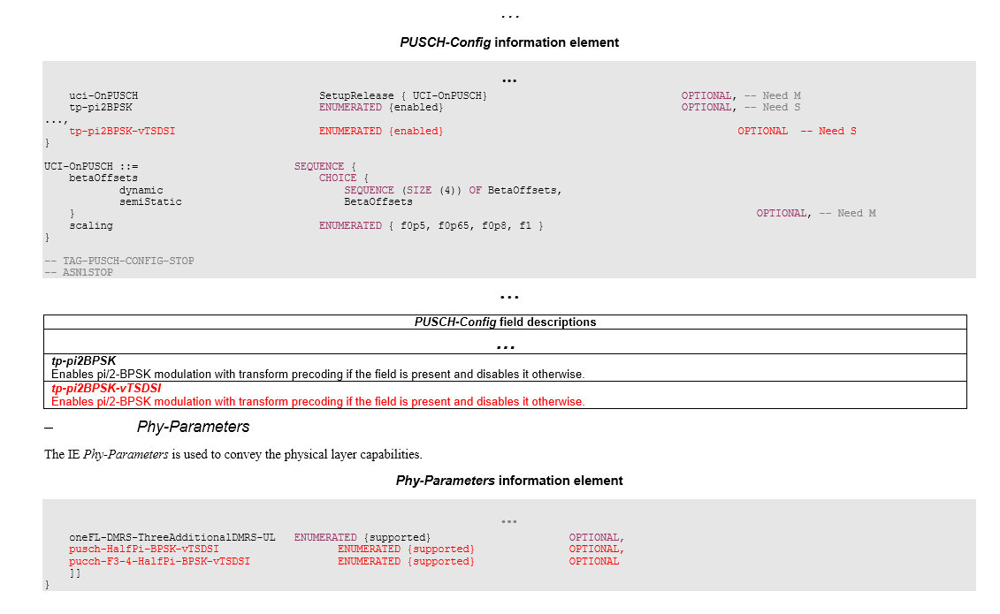 ...
PUSCH-Config information element
...
uci-OnPUSCH SetupRelease { UCI-OnPUSCH} OPTIONAL, -- Need M
tp-pi2BPSK ENUMERATED {enabled} OPTIONAL, -- Need S
...,
tp-pi2BPSK-vTSDSI ENUMERATED {enabled} OPTIONAL -- Need S
}
UCI-OnPUSCH ::= SEQUENCE {
betaOffsets CHOICE {
dynamic SEQUENCE (SIZE (4)) OF BetaOffsets,
semiStatic BetaOffsets
} OPTIONAL, -- Need M
scaling ENUMERATED { f0p5, f0p65, f0p8, f1 }
}
-- TAG-PUSCH-CONFIG-STOP
-- ASN1STOP
...
PUSCH-Config field descriptions
...
tp-pi2BPSK
Enables pi/2-BPSK modulation with transform precoding if the field is present and disables it otherwise.
tp-pi2BPSK-vTSDSI
Enables pi/2-BPSK modulation with transform precoding if the field is present and disables it otherwise.
– Phy-Parameters
The IE Phy-Parameters is used to convey the physical layer capabilities.
Phy-Parameters information element
...
oneFL-DMRS-ThreeAdditionalDMRS-UL ENUMERATED {supported} OPTIONAL,
pusch-HalfPi-BPSK-vTSDSI ENUMERATED {supported} OPTIONAL,
pucch-F3-4-HalfPi-BPSK-vTSDSI ENUMERATED {supported} OPTIONAL
]]
}